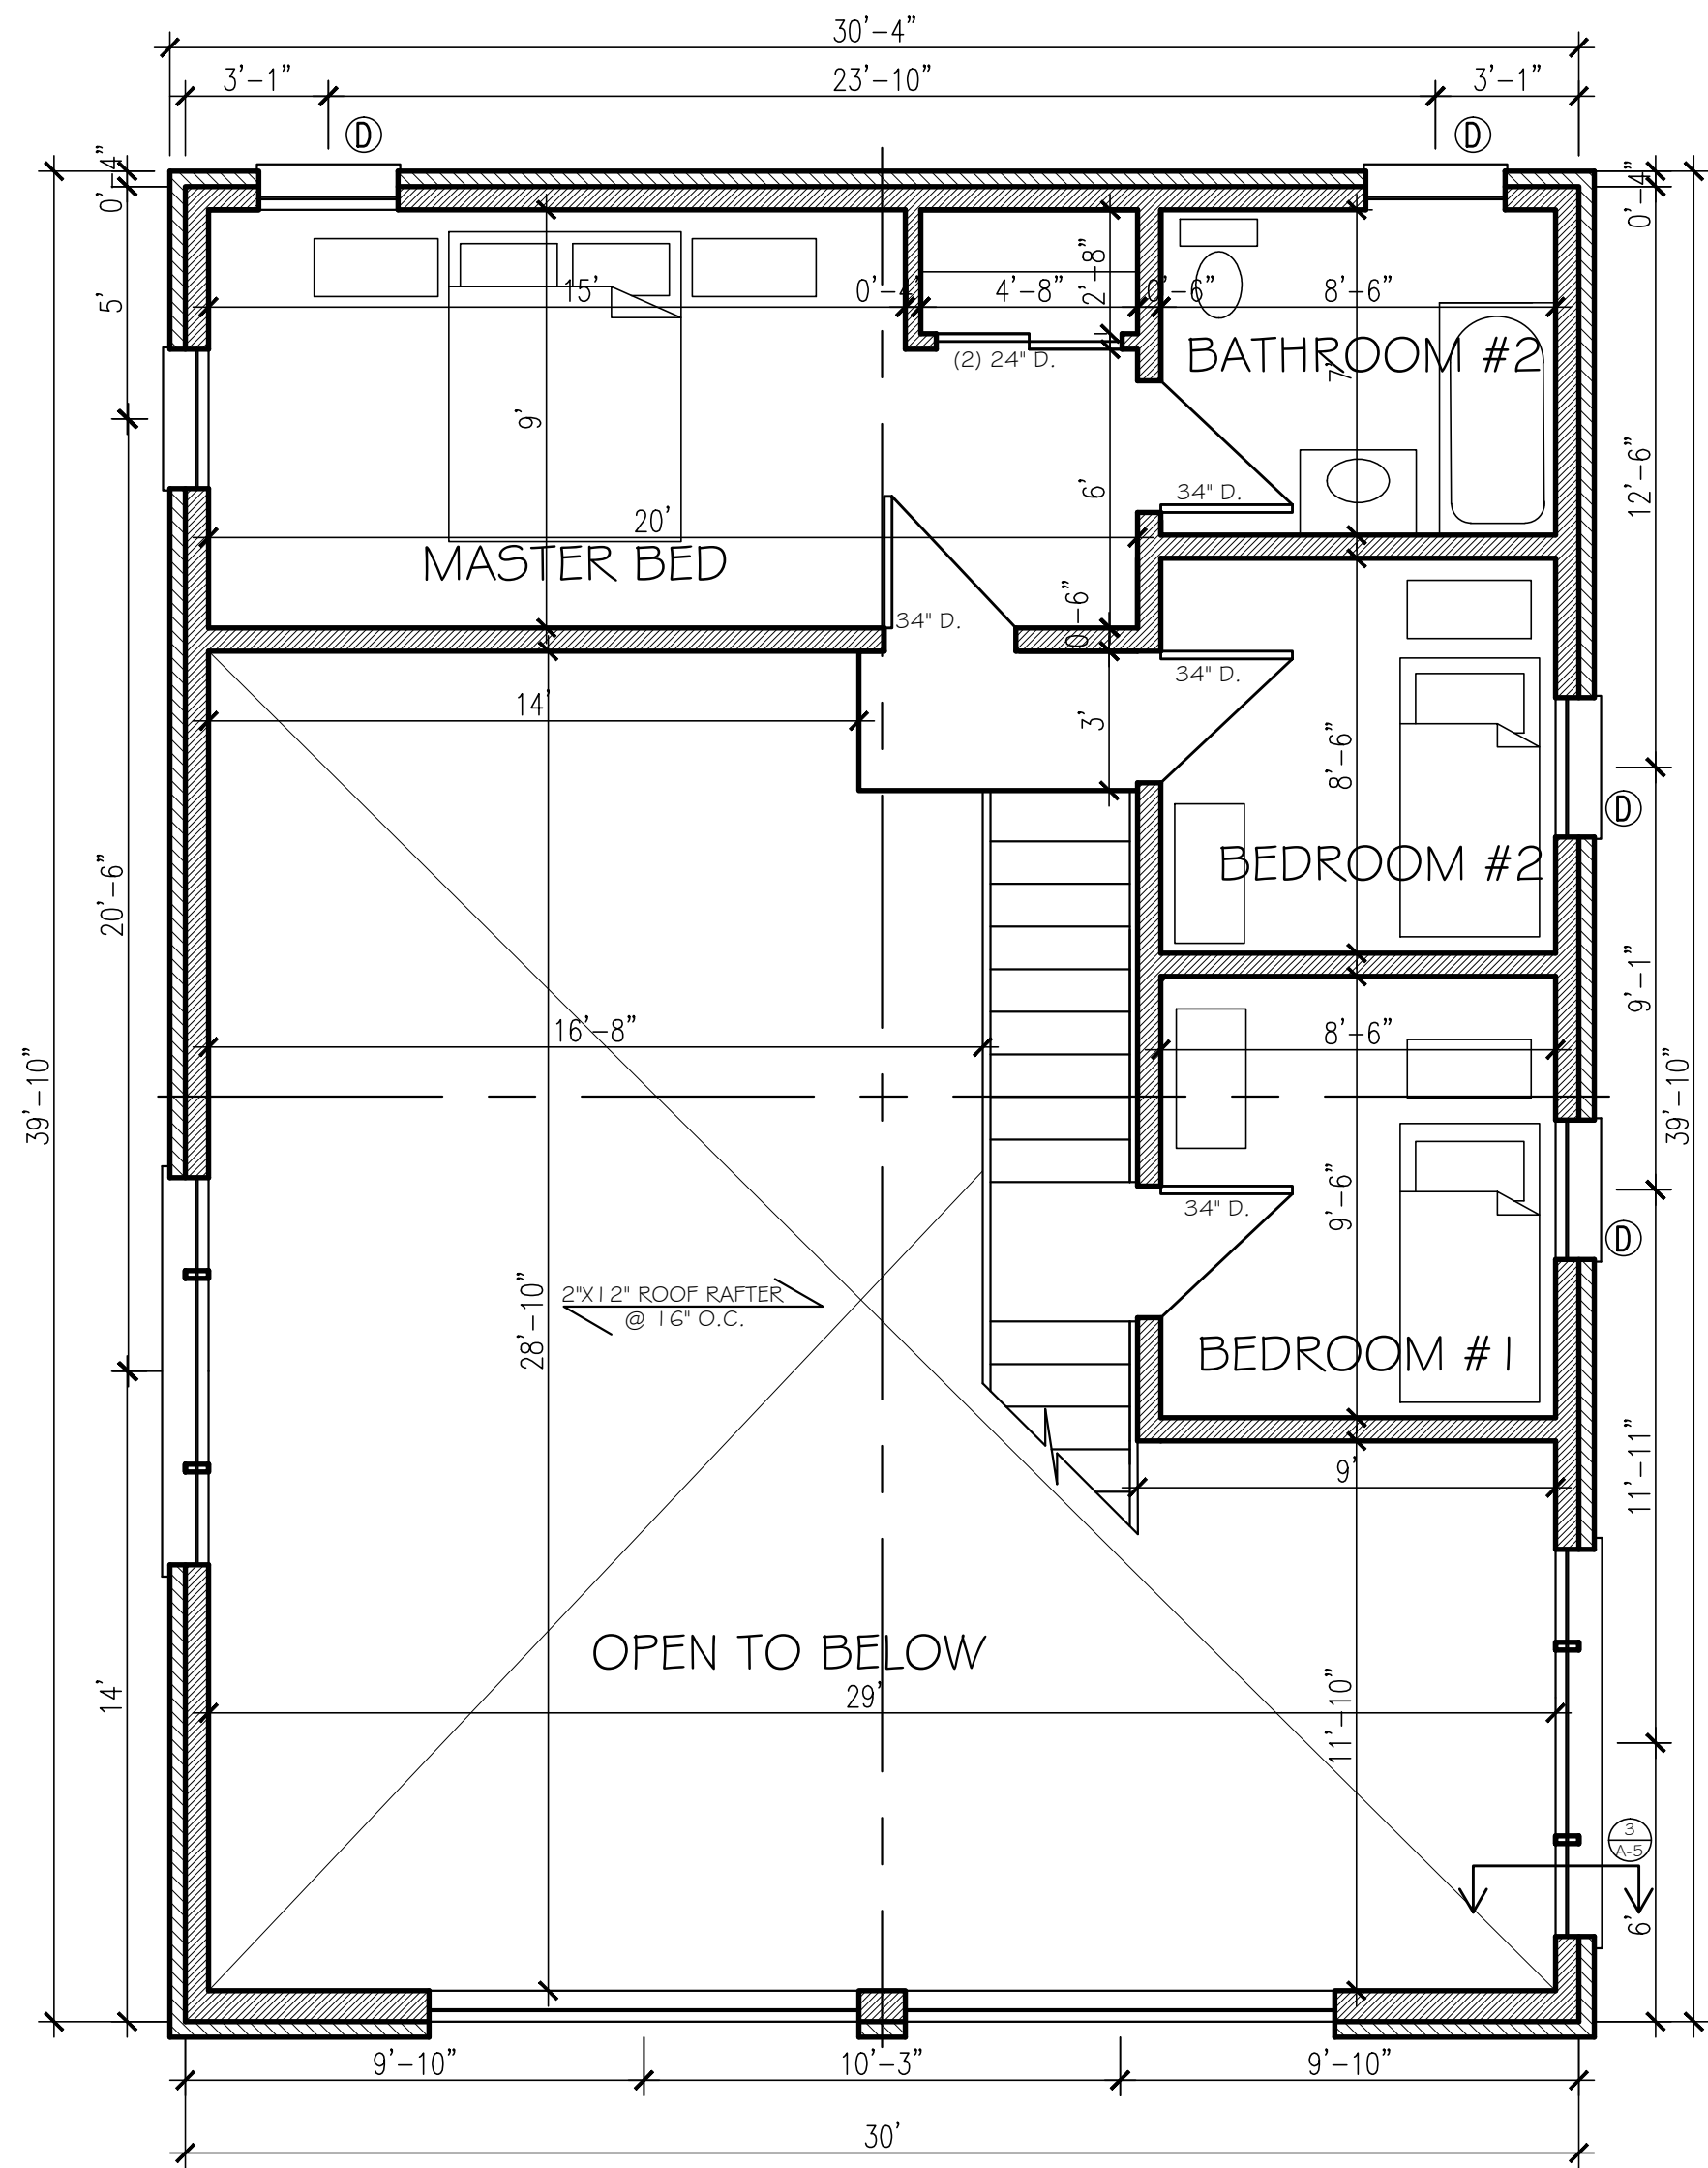 30'-4"
3'-1"
23'-10"
3'-1"
D
D
0'-4"
0'-4"
5'
2'-8"
15'
0'-4"
4'-8"
0'-6"
8'-6"
BATHROOM #2
(2) 24" D.
7'
9'
12'-6"
6'
34" D.
20'
MASTER BED
34" D.
0'-6"
34" D.
14'
3'
8'-6"
D
BEDROOM #2
20'-6"
9'-1"
16'-8"
8'-6"
39'-10"
39'-10"
9'-6"
34" D.
D
2"X12" ROOF RAFTER
@ 16" O.C.
28'-10"
BEDROOM #1
11'-11"
9'
OPEN TO BELOW
14'
29'
11'-10"
3
A-5
6'
9'-10"
10'-3"
9'-10"
30'